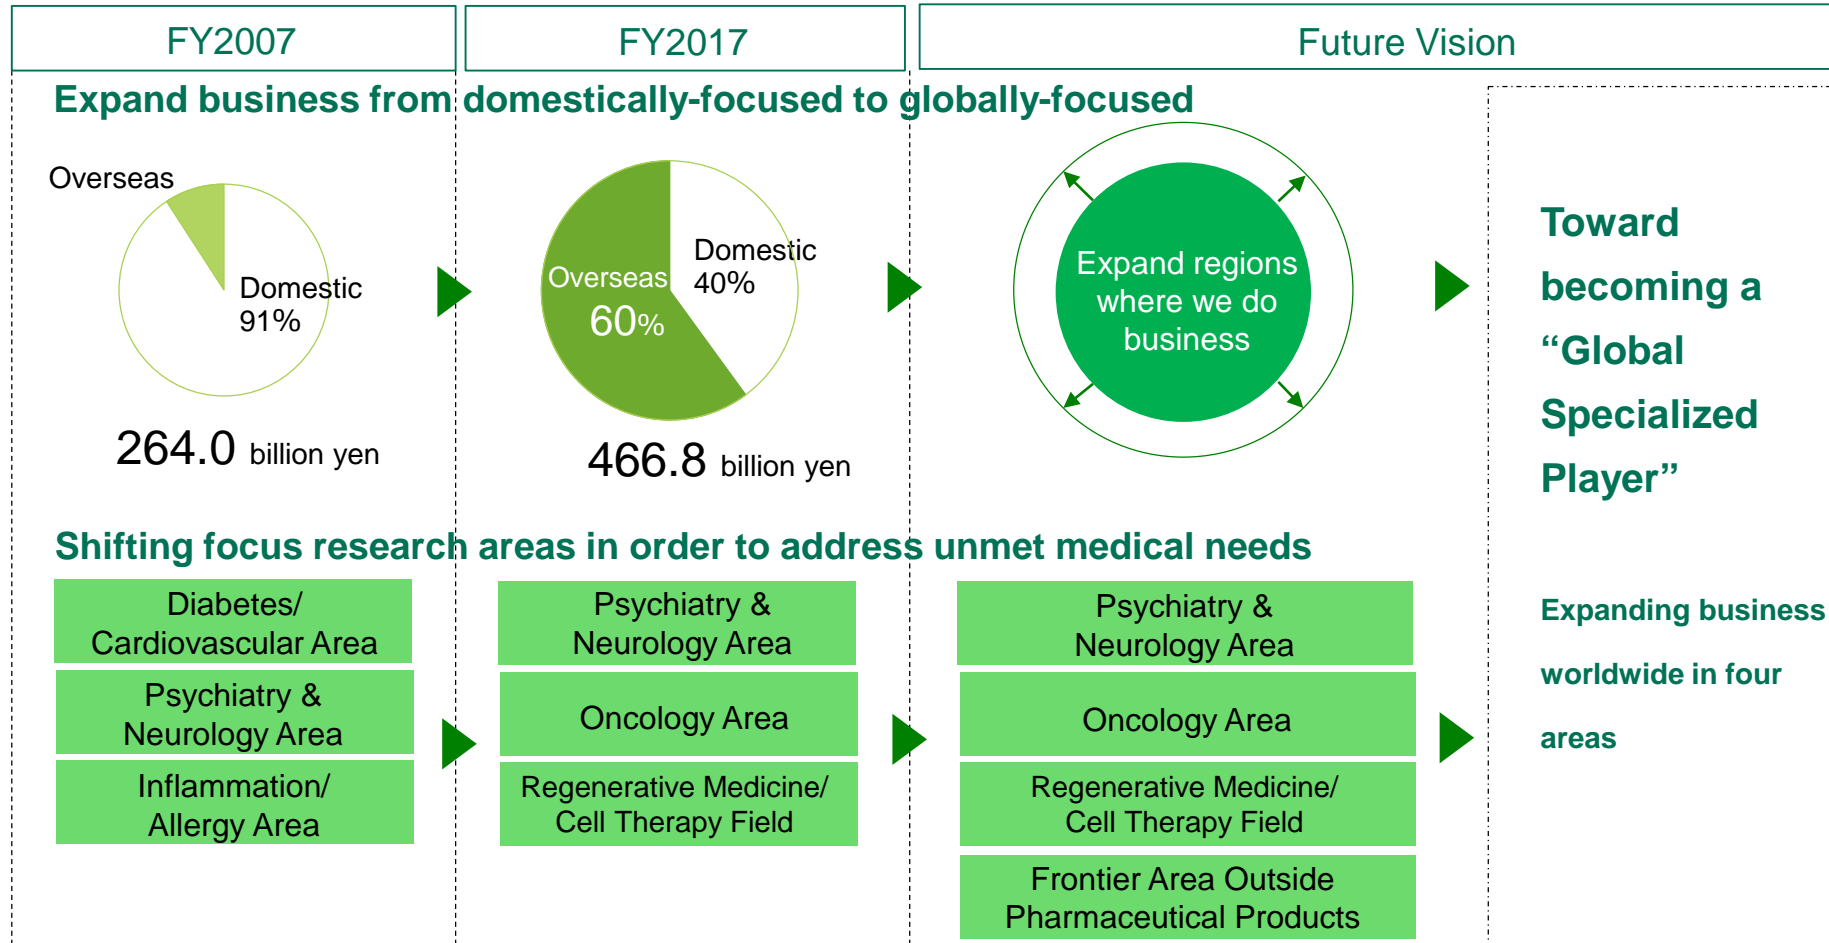 FY2007
FY2017
Future Vision
Expand business from domestically-focused to globally-focused
Overseas
Domestic
91%
264.0 billion yen
Overseas
60%
Domestic
40%
466.8 billion yen
Expand regions
where we do
business
Toward
becoming a
“Global
Specialized
Player”
Shifting focus research areas in order to address unmet medical needs
Diabetes/
Cardiovascular Area
Psychiatry &
Neurology Area
Inflammation/
Allergy Area
Psychiatry &
Neurology Area
Oncology Area
Regenerative Medicine/
Cell Therapy Field
Psychiatry &
Neurology Area
Oncology Area
Regenerative Medicine/
Cell Therapy Field
Frontier Area Outside
Pharmaceutical Products
Expanding business
worldwide in four
areas